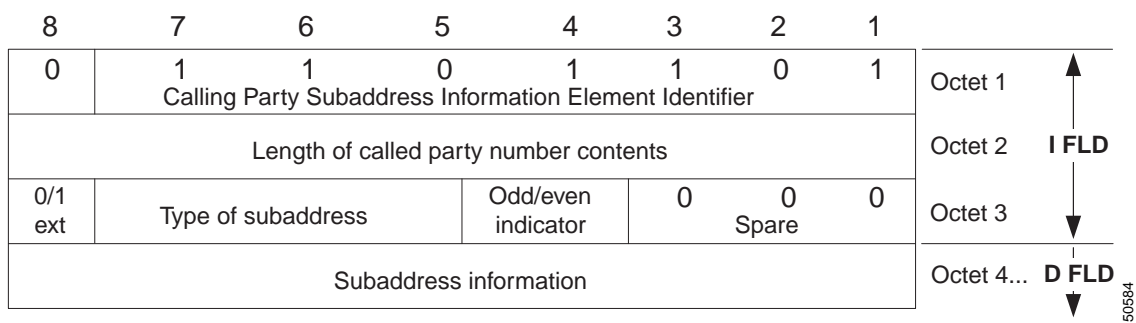 8 7 6 5 4 3 2 1
0 1 1 0 1 1 0 1
Calling Party Subaddress Information Element Identifier
Octet 1
Length of called party number contents
Octet 2
I FLD
0/1
ext
Type of subaddress
Odd/even
indicator
0 0 0
Spare
Octet 3
Subaddress information
Octet 4...
D FLD
50584